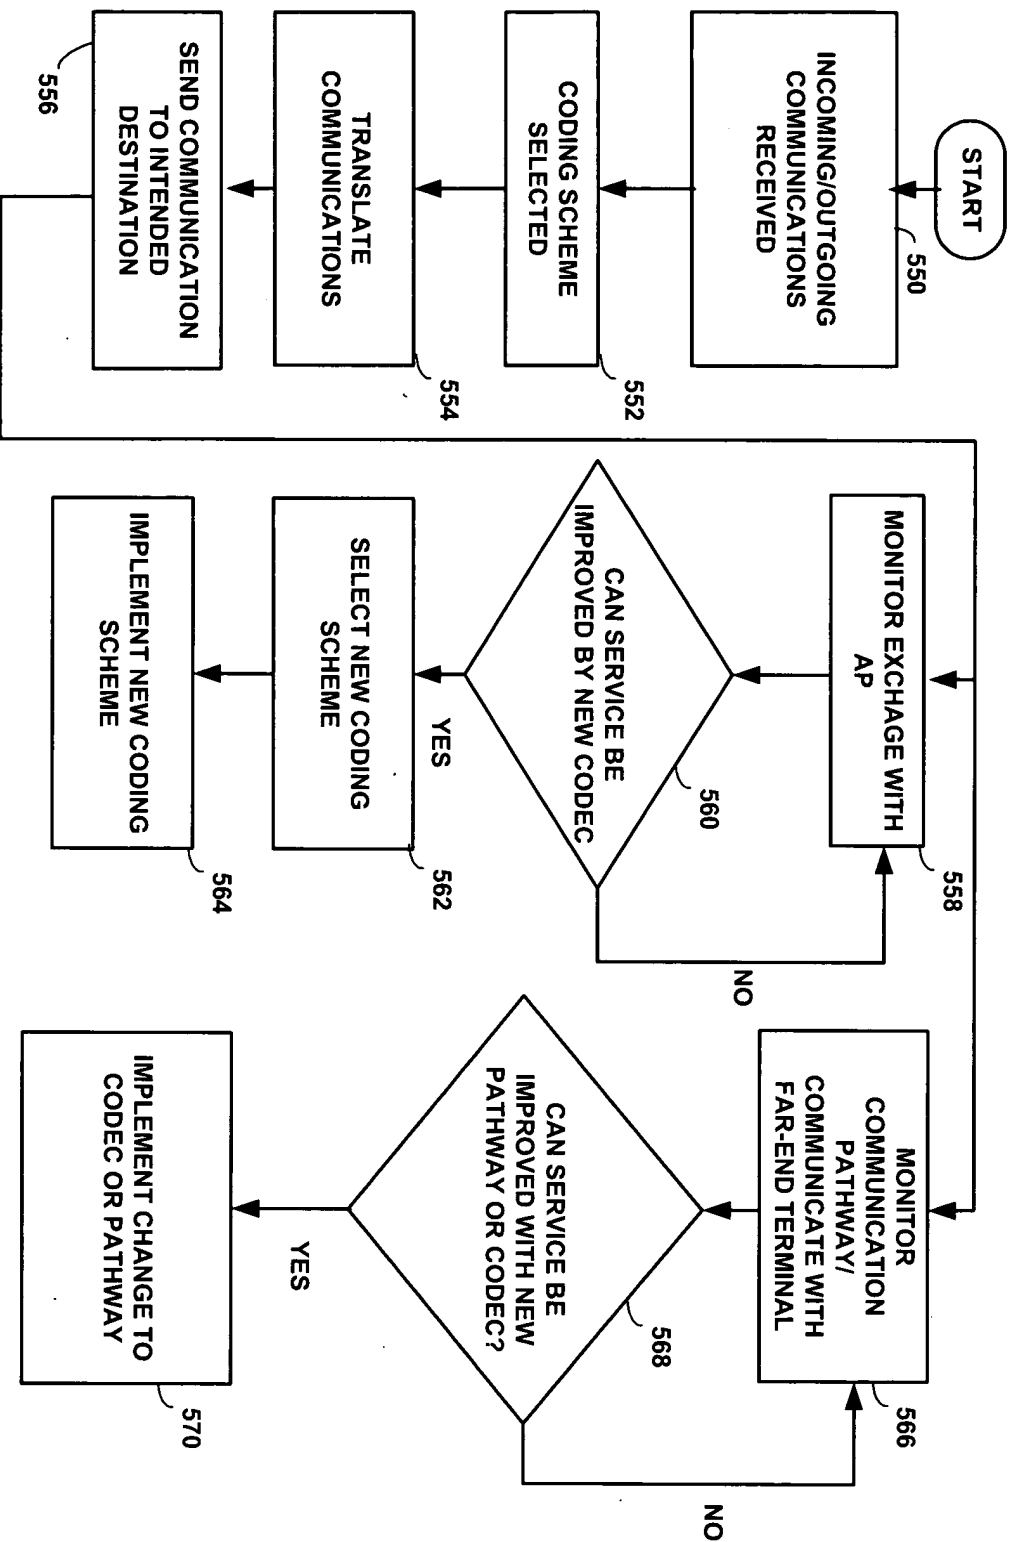 START
550
INCOMING/OUTGOING
COMMUNICATIONS
RECEIVED
552
CODING SCHEME
SELECTED
554
TRANSLATE
COMMUNICATIONS
SEND COMMUNICATION
TO INTENDED
DESTINATION
556
MONITOR EXCHAGE WITH
AP
558
CAN SERVICE BE
IMPROVED BY NEW CODEC
560
NO
YES
SELECT NEW CODING
SCHEME
562
IMPLEMENT NEW CODING
SCHEME
564
MONITOR
COMMUNICATION
PATHWAY/
COMMUNICATE WITH
FAR-END TERMINAL
566
CAN SERVICE BE
IMPROVED WITH NEW
PATHWAY OR CODEC?
568
NO
YES
IMPLEMENT CHANGE TO
CODEC OR PATHWAY
570